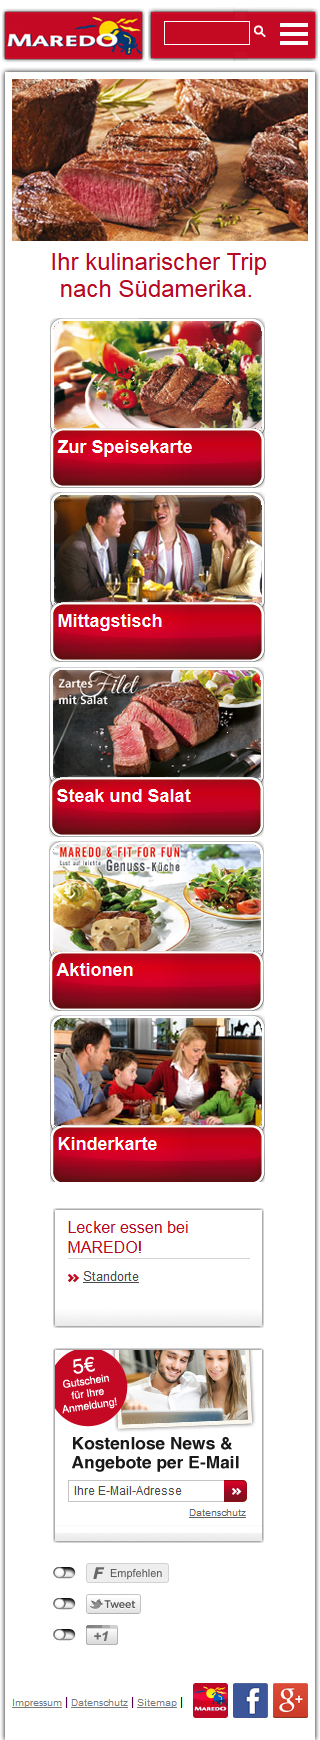 MAREDO
Ihr kulinarischer Trip
nach Südamerika.
Zur Speisekarte
Mittagstisch
Zartes Filet
mit Salat
Steak und Salat
MAREDO & FIT FOR FUN
Lust auf leichte
Genuss-Küche
Aktionen
Kinderkarte
Lecker essen bei
MAREDO!
Standorte
5€
Gutschein
für Ihre
Anmeldung!
Kostenlose News &
Angebote per E-Mail
Ihre E-Mail-Adresse
Datenschutz
F Empfehlen
Tweet
+1
Impressum | Datenschutz | Sitemap |
MAREDO
f
g+